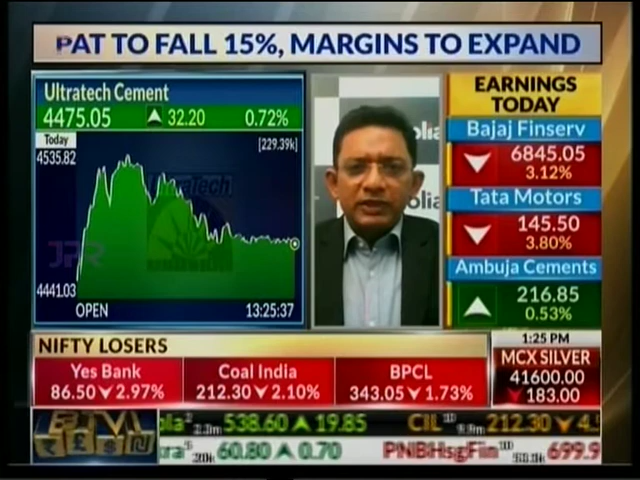 PAT TO FALL 15%, MARGINS TO EXPAND
Ultratech Cement
4475.05 32.20 0.72%
Today [229.39k]
4535.82
4441.03
OPEN 13:25:37
EARNINGS
TODAY
Bajaj Finserv
6845.05
3.12%
Tata Motors
145.50
3.80%
Ambuja Cements
216.85
0.53%
NIFTY LOSERS
Yes Bank
86.50 2.97%
Coal India
212.30 2.10%
BPCL
343.05 1.73%
1:25 PM
MCX SILVER
41600.00
183.00
BTVI
538.60 19.85 CIL 212.30
60.80 0.70 PNBHsgFin 699.9